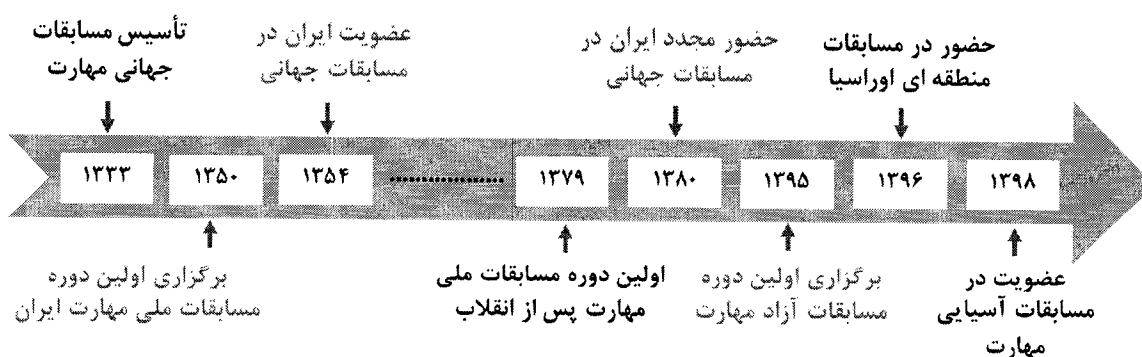 تأسیس مسابقات
جهانی مهارت
عضویت ایران در
مسابقات جهانی
حضور مجدد ایران در
مسابقات جهانی
حضور در مسابقات
منطقه ای اوراسیا
۱۳۳۳
۱۳۵۰
۱۳۵۴
۱۳۷۹
۱۳۸۰
۱۳۹۵
۱۳۹۶
۱۳۹۸
برگزاری اولین دوره
مسابقات ملی مهارت ایران
اولین دوره مسابقات ملی
مهارت پس از انقلاب
برگزاری اولین دوره
مسابقات آزاد مهارت
عضویت در
مسابقات آسیایی
مهارت